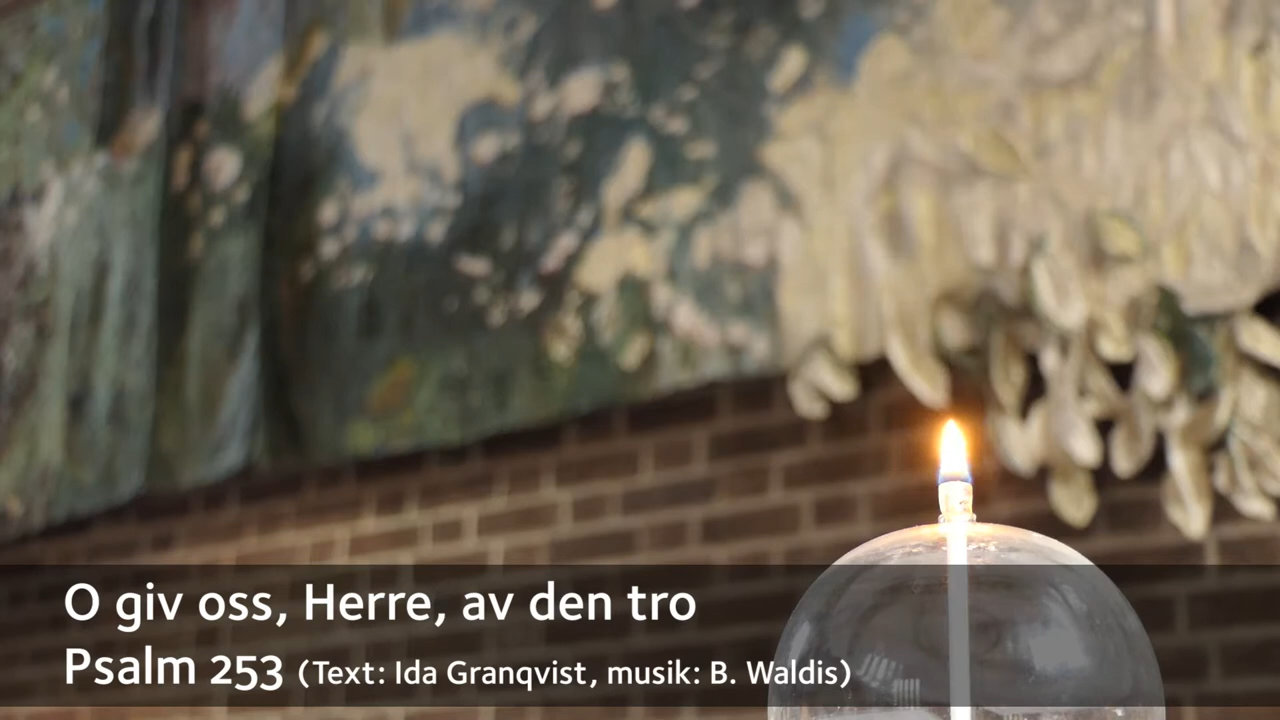 O giv oss, Herre, av den tro
Psalm 253 (Text: Ida Granqvist, musik: B. Waldis)